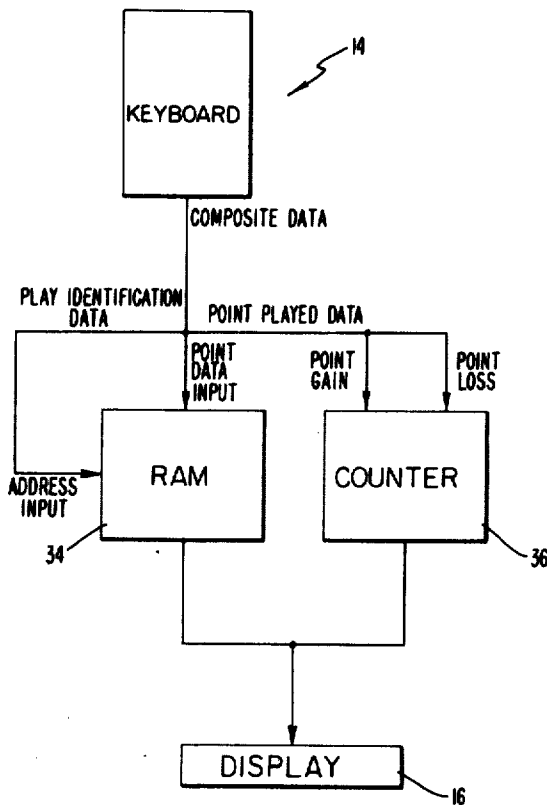 14
KEYBOARD
COMPOSITE DATA
PLAY IDENTIFICATION
DATA
POINT PLAYED DATA
POINT
DATA
INPUT
POINT
GAIN
POINT
LOSS
ADDRESS
INPUT
RAM
COUNTER
34
36
DISPLAY
16